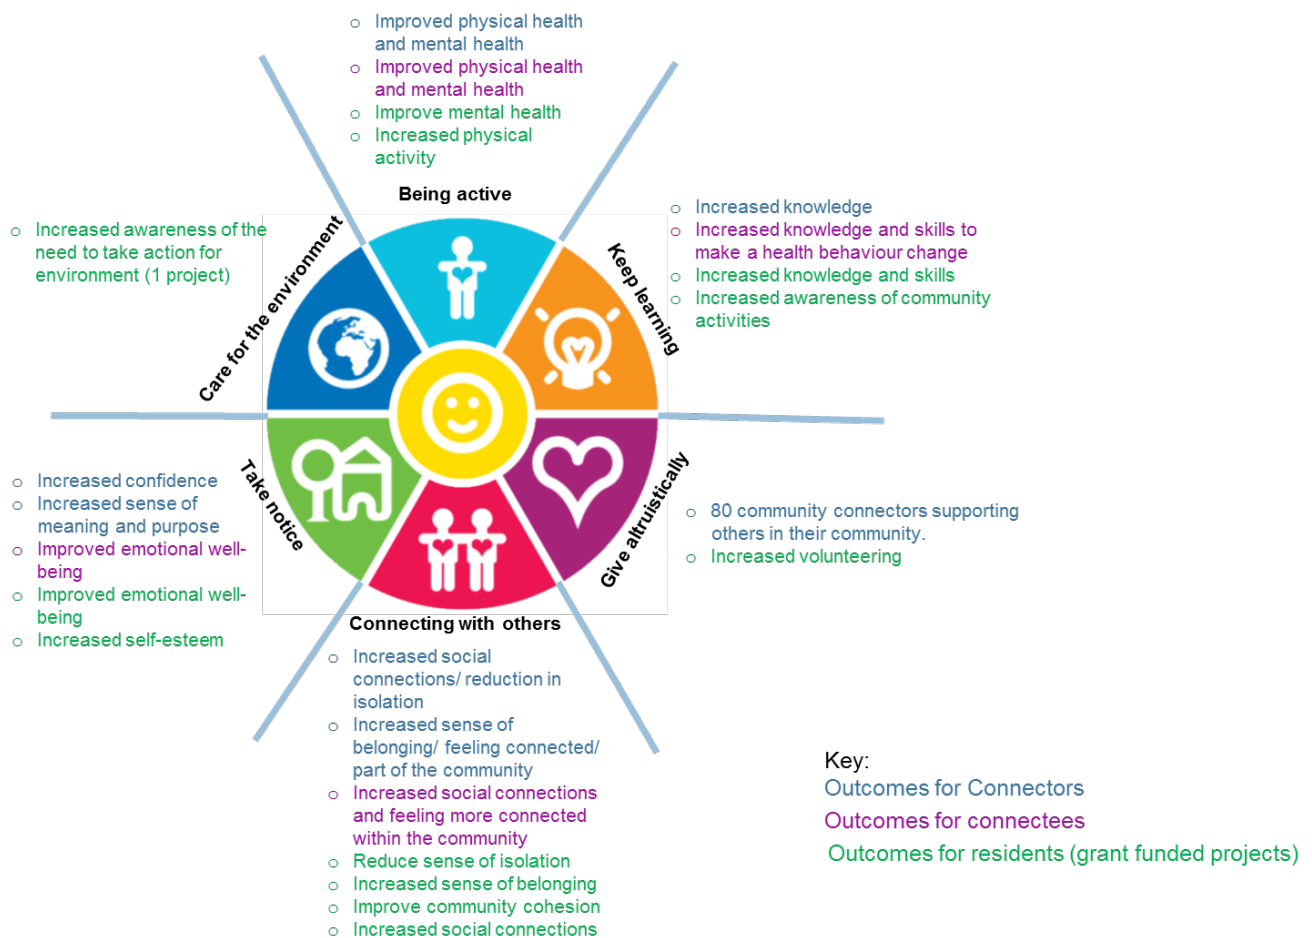 o Improved physical health
and mental health
o Improved physical health
and mental health
o Improve mental health
o Increased physical
activity
Being active
o Increased awareness of the
need to take action for
environment (1 project)
Care for the environment
Keep learning
o Increased knowledge
o Increased knowledge and skills to
make a health behaviour change
o Increased knowledge and skills
o Increased awareness of community
activities
o Increased confidence
o Increased sense of
meaning and purpose
o Improved emotional well-
being
o Improved emotional well-
being
o Increased self-esteem
Take notice
Give altruistically
o 80 community connectors supporting
others in their community.
o Increased volunteering
Connecting with others
o Increased social
connections/ reduction in
isolation
o Increased sense of
belonging/ feeling connected/
part of the community
o Increased social connections
and feeling more connected
within the community
o Reduce sense of isolation
o Increased sense of belonging
o Improve community cohesion
o Increased social connections
Key:
Outcomes for Connectors
Outcomes for connectees
Outcomes for residents (grant funded projects)